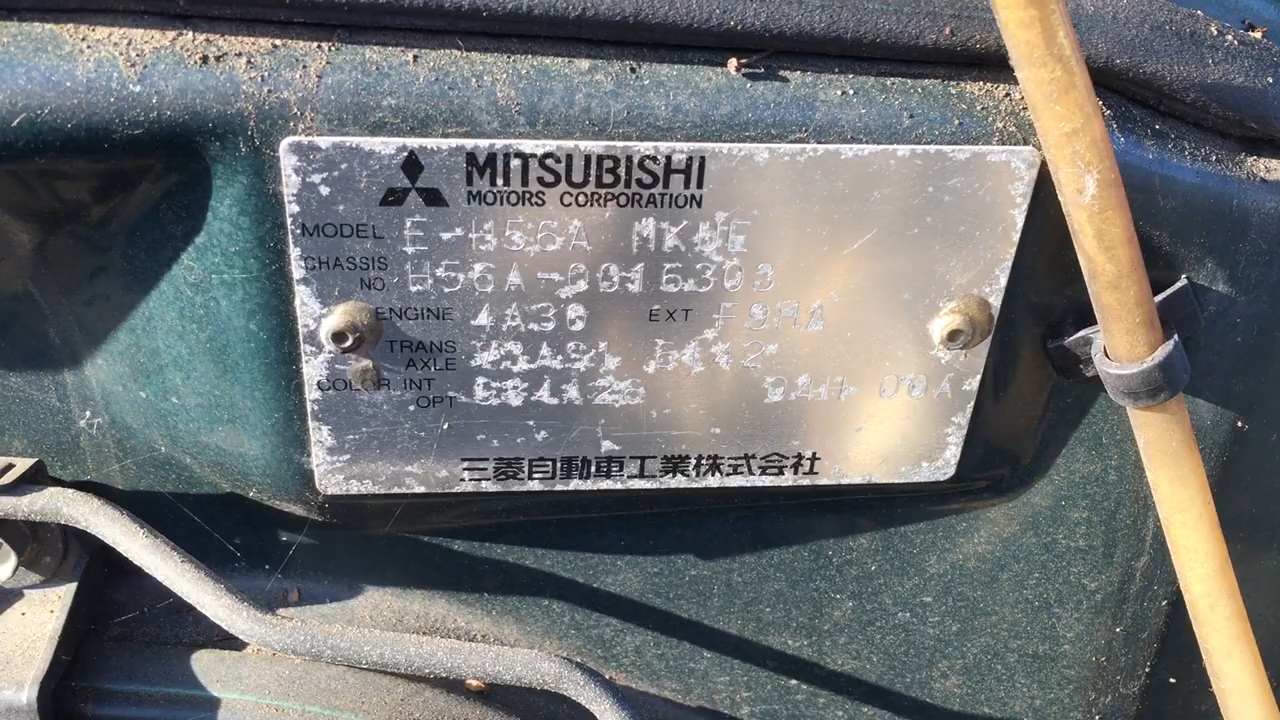 MITSUBISHI
MOTORS CORPORATION
MODEL E-H56A MKUE
CHASSIS NO. H56A-0016303
ENGINE 4A30 EXT
TRANS AXLE
COLOR. INT OPT 00A
三菱自動車工業株式会社